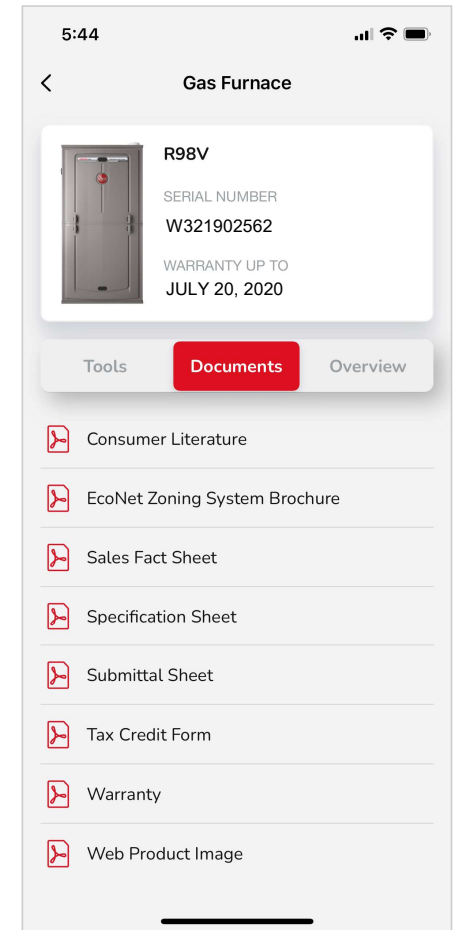 5:44
Gas Furnace
R98V
SERIAL NUMBER
W321902562
WARRANTY UP TO
JULY 20, 2020
Tools Documents Overview
Consumer Literature
EcoNet Zoning System Brochure
Sales Fact Sheet
Specification Sheet
Submittal Sheet
Tax Credit Form
Warranty
Web Product Image